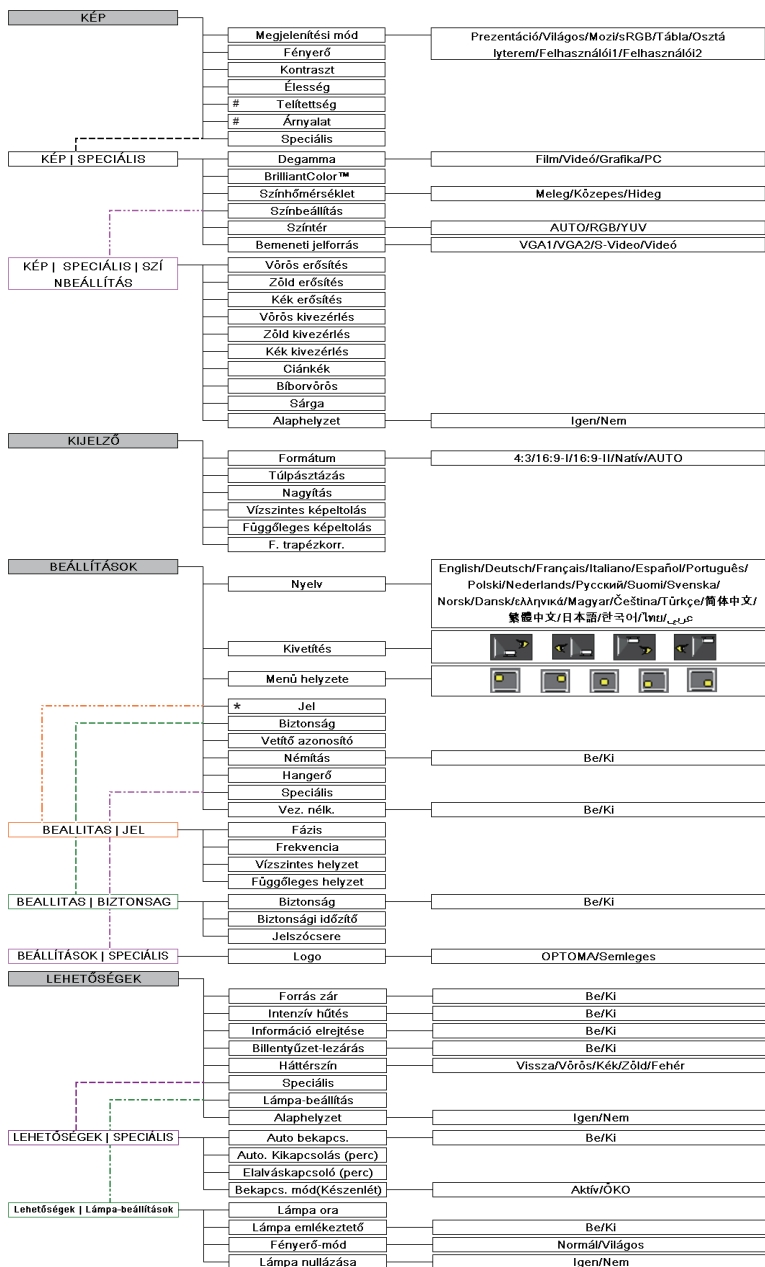 KÉP
Megjelenítési mód
Prezentáció/Világos/Mozi/sRGB/Tábla/Osztá
lyterem/Felhasználói1/Felhasználói2
Fényerő
Kontraszt
Élesség
# Telítettség
# Árnyalat
Speciális
KÉP | SPECIÁLIS
Degamma
Film/Videó/Grafika/PC
BrilliantColor™
Színhőmérséklet
Meleg/Közepes/Hideg
Színbeállítás
Színtér
AUTO/RGB/YUV
Bemeneti jelforrás
VGA1/VGA2/S-Video/Videó
KÉP | SPECIÁLIS | SZÍ
NBEÁLLÍTÁS
Vörös erősítés
Zöld erősítés
Kék erősítés
Vörös kivezérlés
Zöld kivezérlés
Kék kivezérlés
Ciánkék
Bíborvörös
Sárga
Alaphelyzet
Igen/Nem
KIJELZŐ
Formátum
4:3/16:9-I/16:9-II/Natív/AUTO
Túlpásztázás
Nagyítás
Vízszintes képeltolás
Függőleges képeltolás
F. trapézkorr.
BEÁLLÍTÁSOK
Nyelv
English/Deutsch/Français/Italiano/Español/Português/
Polski/Nederlands/Русский/Suomi/Svenska/
Norsk/Dansk/ελληνικά/Magyar/Čeština/Türkçe/简体中文/
繁體中文/日本語/한국어/ไทย/عربي
Kivetítés
Menü helyzete
* Jel
Biztonság
Vetítő azonosító
Némítás
Be/Ki
Hangerő
Speciális
Vez. nélk.
Be/Ki
BEALLITAS | JEL
Fázis
Frekvencia
Vízszintes helyzet
Függőleges helyzet
BEALLITAS | BIZTONSAG
Biztonság
Be/Ki
Biztonsági időzítő
Jelszócsere
BEÁLLÍTÁSOK | SPECIÁLIS
Logo
OPTOMA/Semleges
LEHETŐSÉGEK
Forrás zár
Be/Ki
Intenzív hűtés
Be/Ki
Információ elrejtése
Be/Ki
Billentyűzet-lezárás
Be/Ki
Háttérszín
Vissza/Vörös/Kék/Zöld/Fehér
Speciális
Lámpa-beállítás
Alaphelyzet
Igen/Nem
LEHETŐSÉGEK | SPECIÁLIS
Auto bekapcs.
Be/Ki
Auto. Kikapcsolás (perc)
Elalváskapcsoló (perc)
Bekapcs. mód(Készenlét)
Aktív/ÖKO
Lehetőségek | Lámpa-beállítások
Lámpa ora
Lámpa emlékeztető
Be/Ki
Fényerő-mód
Normál/Világos
Lámpa nullázása
Igen/Nem